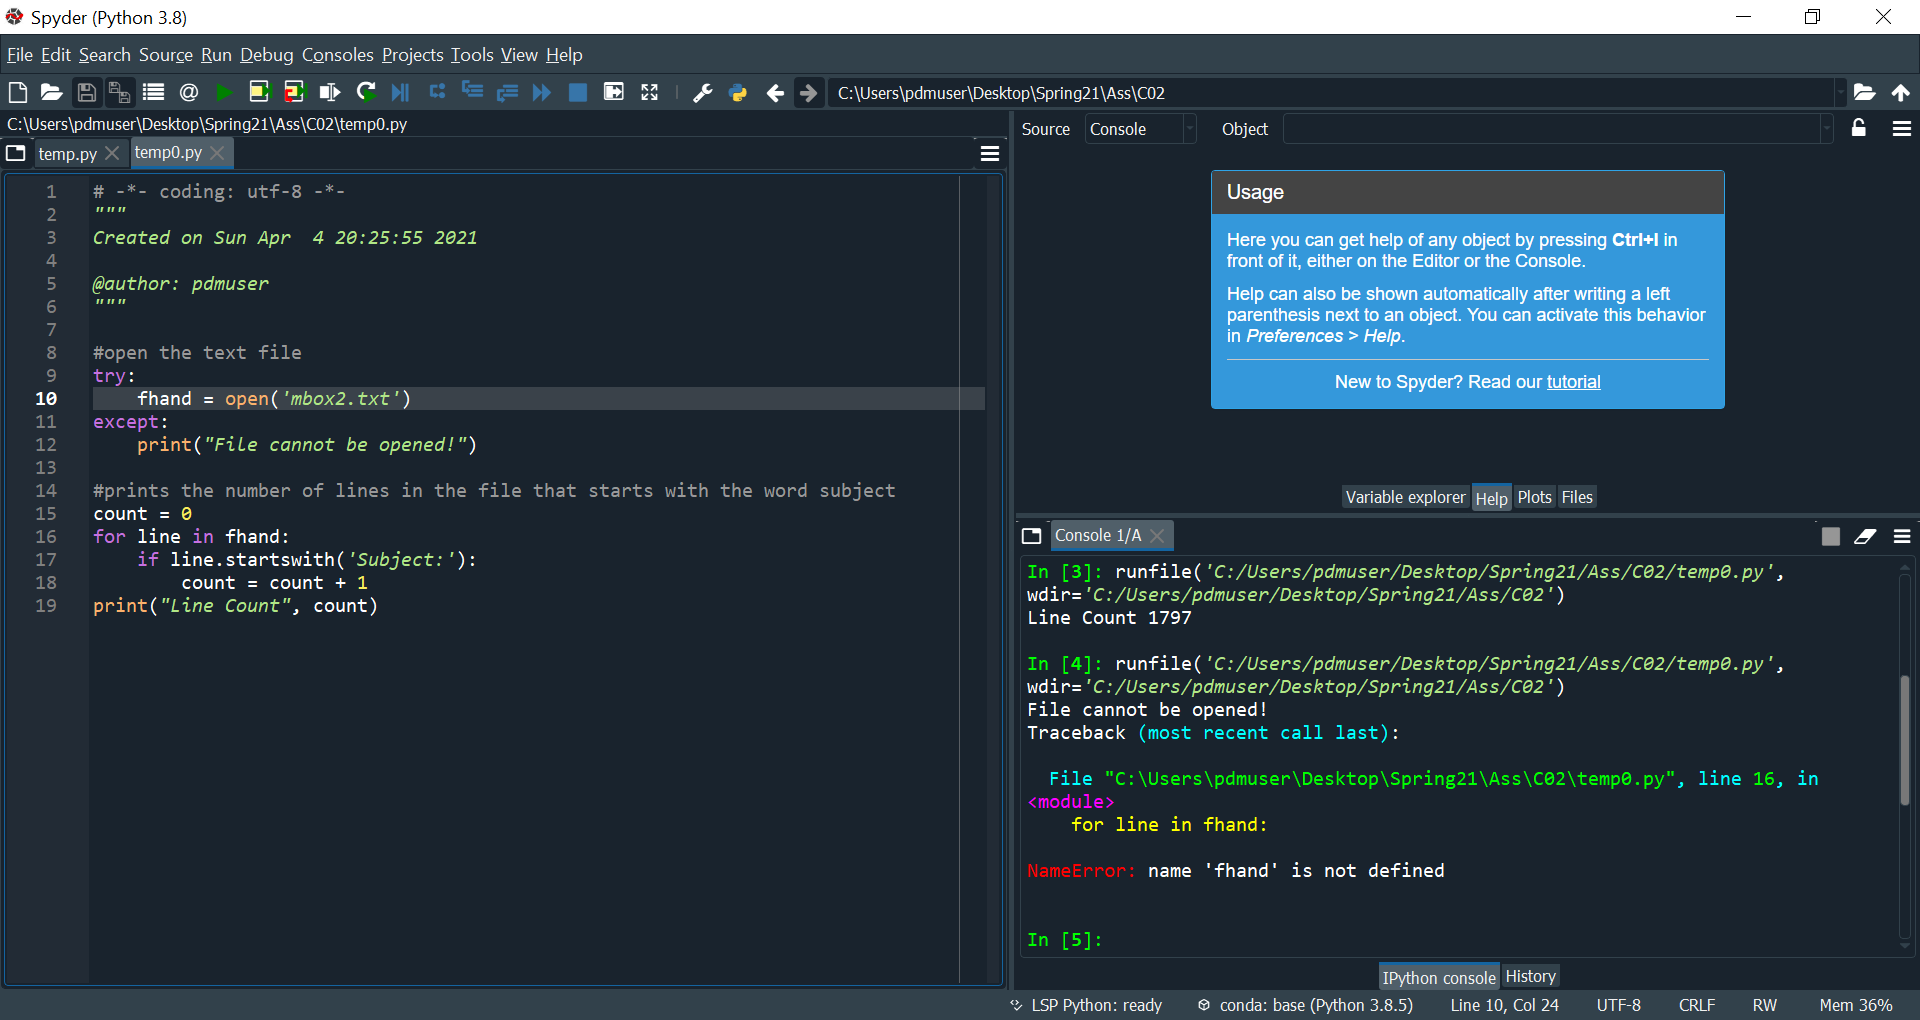 Spyder (Python 3.8)
File Edit Search Source Run Debug Consoles Projects Tools View Help
C:\Users\pdmuser\Desktop\Spring21\Ass\C02
C:\Users\pdmuser\Desktop\Spring21\Ass\C02\temp0.py
temp.py temp0.py
1 # -*- coding: utf-8 -*-
2 """
3 Created on Sun Apr  4 20:25:55 2021
4
5 @author: pdmuser
6 """
7
8 #open the text file
9 try:
10     fhand = open('mbox2.txt')
11 except:
12     print("File cannot be opened!")
13
14 #prints the number of lines in the file that starts with the word subject
15 count = 0
16 for line in fhand:
17     if line.startswith('Subject:'):
18         count = count + 1
19 print("Line Count", count)
Source Console Object
Usage
Here you can get help of any object by pressing Ctrl+I in
front of it, either on the Editor or the Console.
Help can also be shown automatically after writing a left
parenthesis next to an object. You can activate this behavior
in Preferences > Help.
New to Spyder? Read our tutorial
Variable explorer Help Plots Files
Console 1/A
In [3]: runfile('C:/Users/pdmuser/Desktop/Spring21/Ass/C02/temp0.py',
wdir='C:/Users/pdmuser/Desktop/Spring21/Ass/C02')
Line Count 1797
In [4]: runfile('C:/Users/pdmuser/Desktop/Spring21/Ass/C02/temp0.py',
wdir='C:/Users/pdmuser/Desktop/Spring21/Ass/C02')
File cannot be opened!
Traceback (most recent call last):
File "C:\Users\pdmuser\Desktop\Spring21\Ass\C02\temp0.py", line 16, in
<module>
for line in fhand:
NameError: name 'fhand' is not defined
In [5]:
IPython console History
LSP Python: ready conda: base (Python 3.8.5) Line 10, Col 24 UTF-8 CRLF RW Mem 36%